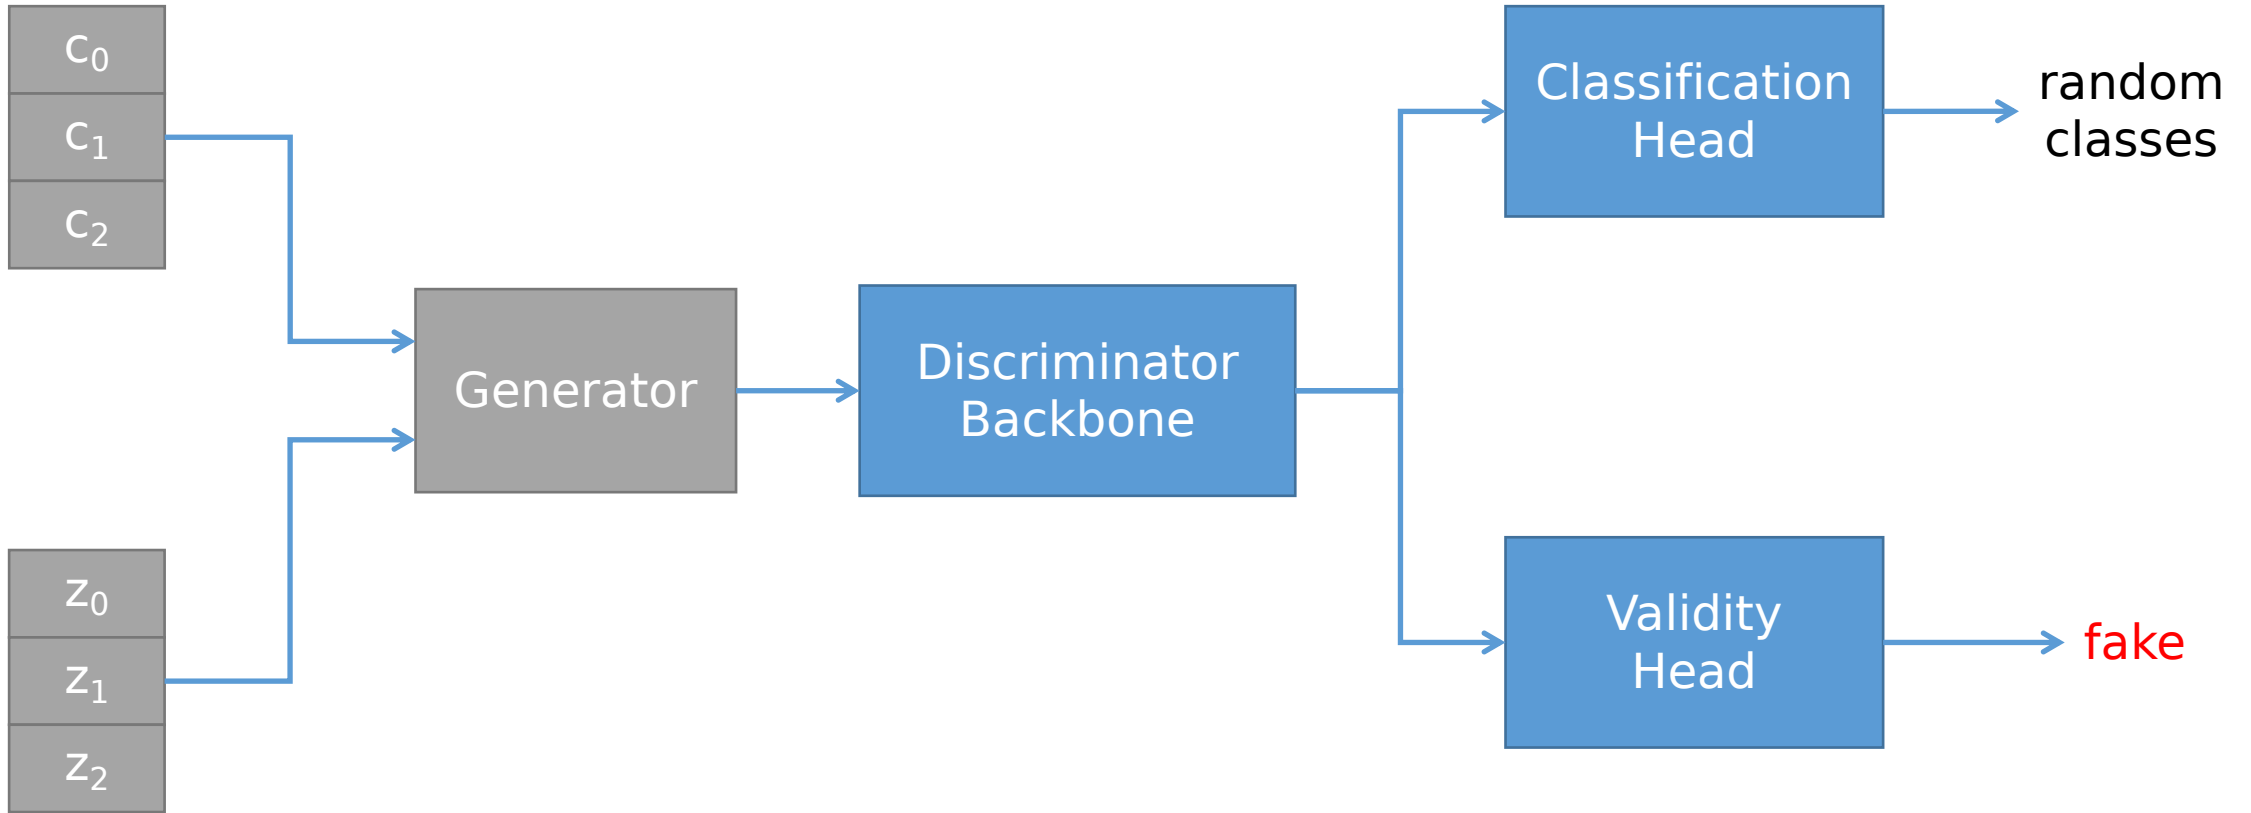 c₀
c₁
c₂
z₀
z₁
z₂
Generator
Discriminator
Backbone
Classification
Head
random
classes
Validity
Head
fake